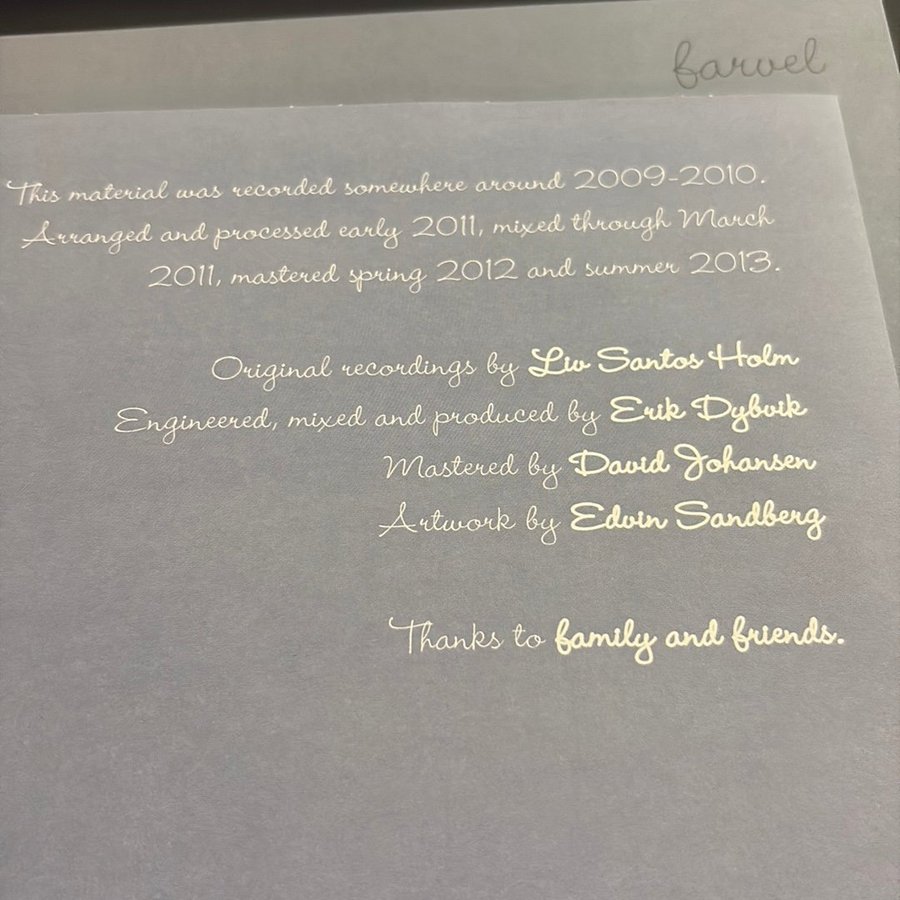 farvel
This material was recorded somewhere around 2009-2010.
Arranged and processed early 2011, mixed through March
2011, mastered spring 2012 and summer 2013.
Original recordings by Liv Santos Holm
Engineered, mixed and produced by Erik Dybvik
Mastered by David Johansen
Artwork by Edvin Sandberg
Thanks to family and friends.